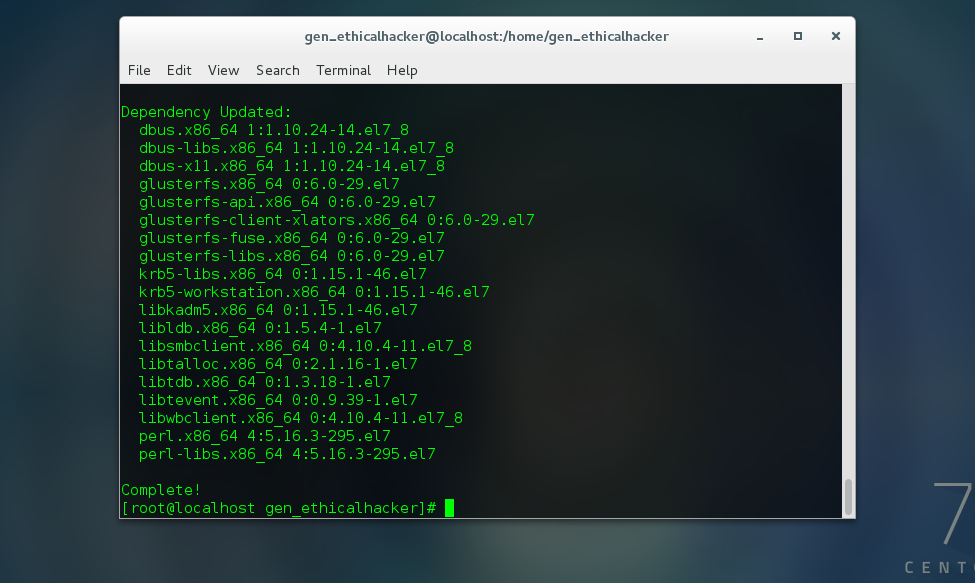 gen_ethicalhacker@localhost:/home/gen_ethicalhacker
File Edit View Search Terminal Help
Dependency Updated:
dbus.x86_64 1:1.10.24-14.el7_8
dbus-libs.x86_64 1:1.10.24-14.el7_8
dbus-x11.x86_64 1:1.10.24-14.el7_8
glusterfs.x86_64 0:6.0-29.el7
glusterfs-api.x86_64 0:6.0-29.el7
glusterfs-client-xlators.x86_64 0:6.0-29.el7
glusterfs-fuse.x86_64 0:6.0-29.el7
glusterfs-libs.x86_64 0:6.0-29.el7
krb5-libs.x86_64 0:1.15.1-46.el7
krb5-workstation.x86_64 0:1.15.1-46.el7
libkadm5.x86_64 0:1.15.1-46.el7
libldb.x86_64 0:1.5.4-1.el7
libsmbclient.x86_64 0:4.10.4-11.el7_8
libtalloc.x86_64 0:2.1.16-1.el7
libtdb.x86_64 0:1.3.18-1.el7
libtevent.x86_64 0:0.9.39-1.el7
libwbclient.x86_64 0:4.10.4-11.el7_8
perl.x86_64 4:5.16.3-295.el7
perl-libs.x86_64 4:5.16.3-295.el7
Complete!
[root@localhost gen_ethicalhacker]#
7
CENT